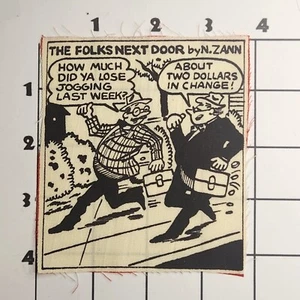 1 2 3
THE FOLKS NEXT DOOR by N. ZANN
HOW MUCH
DID YA LOSE
JOGGING
LAST WEEK?
ABOUT
TWO DOLLARS
IN CHANGE!
1
2
3
4